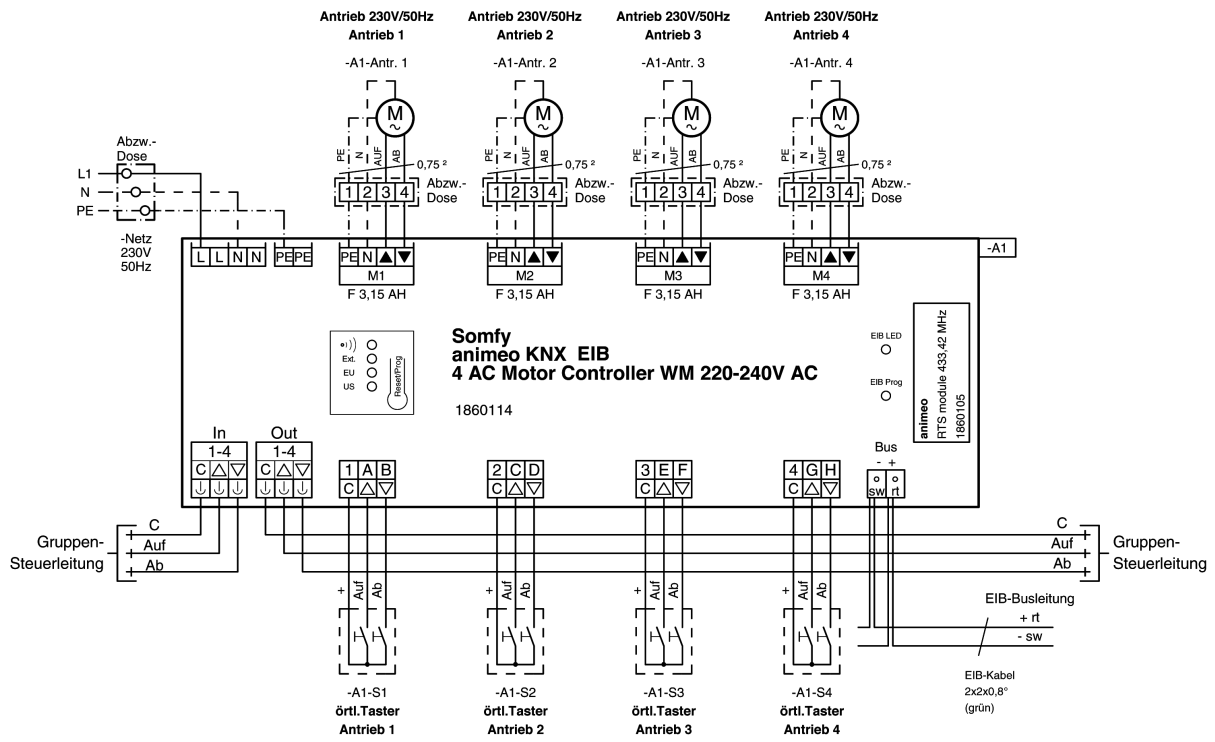 Antrieb 230V/50Hz
Antrieb 1
-A1-Antr. 1
Antrieb 230V/50Hz
Antrieb 2
-A1-Antr. 2
Antrieb 230V/50Hz
Antrieb 3
-A1-Antr. 3
Antrieb 230V/50Hz
Antrieb 4
-A1-Antr. 4
M
~
M
~
M
~
M
~
PE N AUF AB 0,75 ²
PE N AUF AB 0,75 ²
PE N AUF AB 0,75 ²
PE N AUF AB 0,75 ²
1 2 3 4
Abzw.-
Dose
1 2 3 4
Abzw.-
Dose
1 2 3 4
Abzw.-
Dose
1 2 3 4
Abzw.-
Dose
Abzw.-
Dose
L1
N
PE
-Netz
230V
50Hz
-A1
L L N N PE PE
PE N ▲ ▼
M1
F 3,15 AH
PE N ▲ ▼
M2
F 3,15 AH
PE N ▲ ▼
M3
F 3,15 AH
PE N ▲ ▼
M4
F 3,15 AH
Ext.
EU
US
Reset/Prog
Somfy
animeo KNX EIB
4 AC Motor Controller WM 220-240V AC
1860114
EIB LED
EIB Prog
animeo
RTS module 433,42 MHz
1860105
In
1-4
C △ ▽
Out
1-4
C △ ▽
1 A B
C △ ▽
2 C D
C △ ▽
3 E F
C △ ▽
4 G H
C △ ▽
Bus
- +
sw rt
Gruppen-
Steuerleitung
C
Auf
Ab
C
Auf
Ab
Gruppen-
Steuerleitung
+ Auf Ab
+ Auf Ab
+ Auf Ab
+ Auf Ab
EIB-Busleitung
+ rt
- sw
EIB-Kabel
2x2x0,8°
(grün)
-A1-S1
örtl.Taster
Antrieb 1
-A1-S2
örtl.Taster
Antrieb 2
-A1-S3
örtl.Taster
Antrieb 3
-A1-S4
örtl.Taster
Antrieb 4